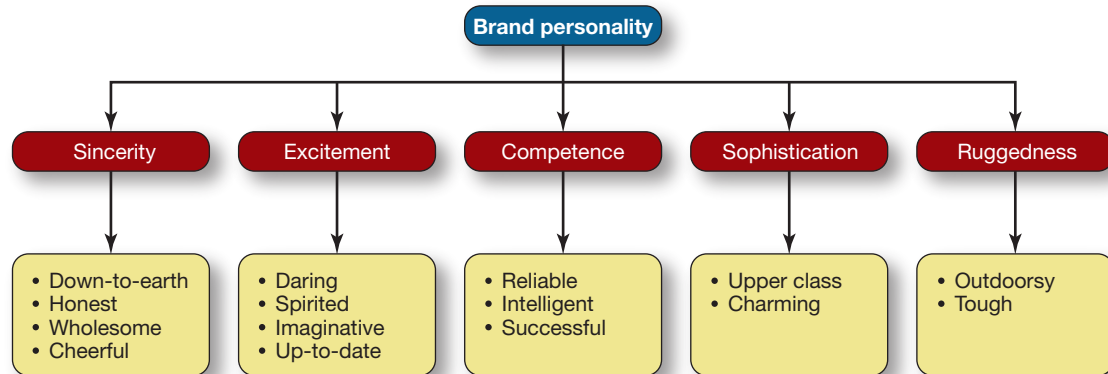 Brand personality
Sincerity
Excitement
Competence
Sophistication
Ruggedness
• Down-to-earth
• Honest
• Wholesome
• Cheerful
• Daring
• Spirited
• Imaginative
• Up-to-date
• Reliable
• Intelligent
• Successful
• Upper class
• Charming
• Outdoorsy
• Tough